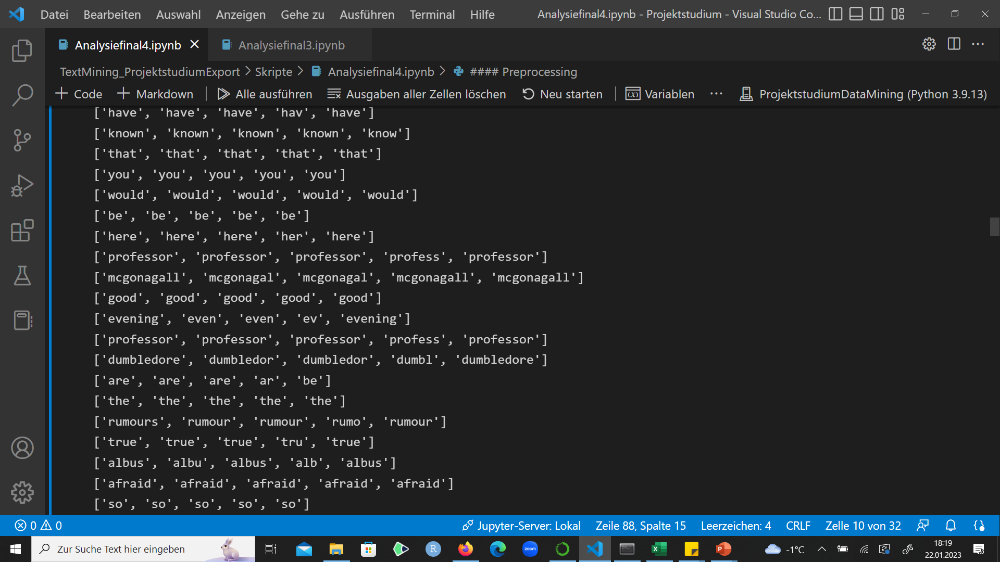 Datei Bearbeiten Auswahl Anzeigen Gehe zu Ausführen Terminal Hilfe Analysiefinal4.ipynb - Projektstudium - Visual Studio Co...
Analysiefinal4.ipynb Analysiefinal3.ipynb
TextMining_ProjektstudiumExport > Skripte > Analysiefinal4.ipynb > #### Preprocessing
+ Code + Markdown | Alle ausführen Ausgaben aller Zellen löschen Neu starten | Variablen ... ProjektstudiumDataMining (Python 3.9.13)
['have', 'have', 'have', 'hav', 'have']
['known', 'known', 'known', 'known', 'know']
['that', 'that', 'that', 'that', 'that']
['you', 'you', 'you', 'you', 'you']
['would', 'would', 'would', 'would', 'would']
['be', 'be', 'be', 'be', 'be']
['here', 'here', 'here', 'her', 'here']
['professor', 'professor', 'professor', 'profess', 'professor']
['mcgonagall', 'mcgonagal', 'mcgonagal', 'mcgonagall', 'mcgonagall']
['good', 'good', 'good', 'good', 'good']
['evening', 'even', 'even', 'ev', 'evening']
['professor', 'professor', 'professor', 'profess', 'professor']
['dumbledore', 'dumbledor', 'dumbledor', 'dumbl', 'dumbledore']
['are', 'are', 'are', 'ar', 'be']
['the', 'the', 'the', 'the', 'the']
['rumours', 'rumour', 'rumour', 'rumo', 'rumour']
['true', 'true', 'true', 'tru', 'true']
['albus', 'albu', 'albus', 'alb', 'albus']
['afraid', 'afraid', 'afraid', 'afraid', 'afraid']
['so', 'so', 'so', 'so', 'so']
0 0 Jupyter-Server: Lokal Zeile 88, Spalte 15 Leerzeichen: 4 CRLF Zelle 10 von 32
Zur Suche Text hier eingeben R zoom X P -1°C 18:19
22.01.2023